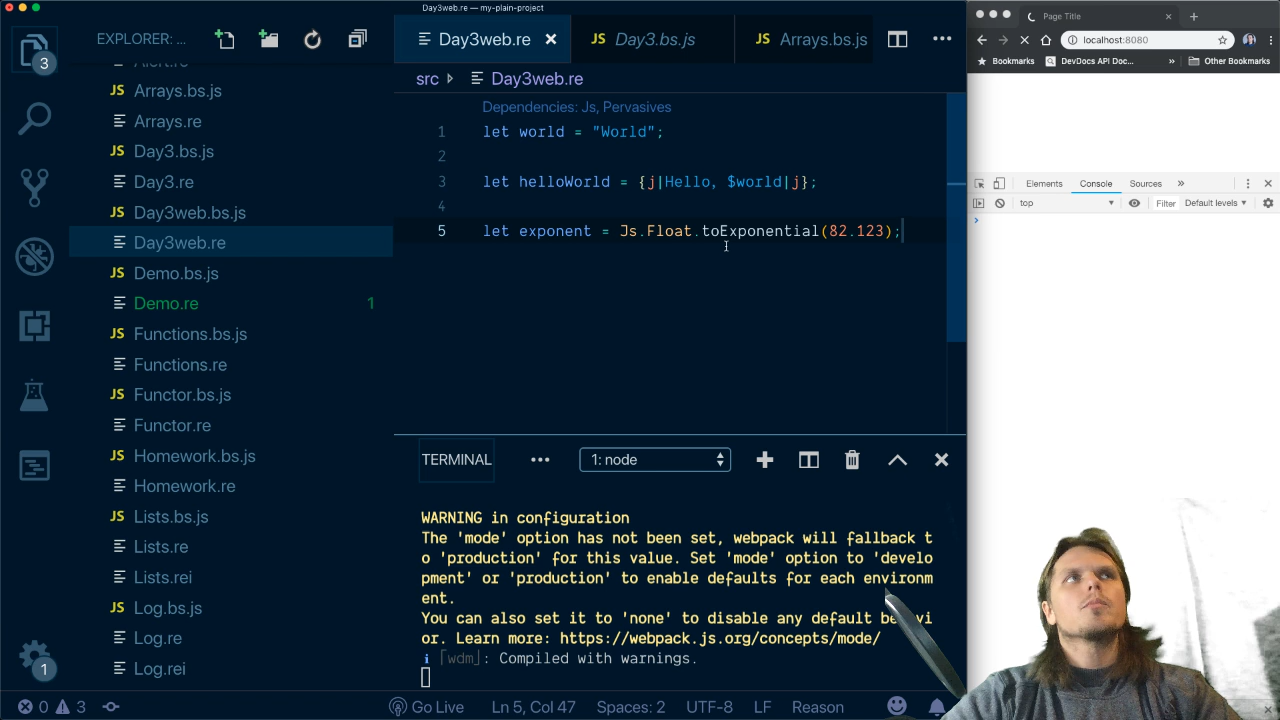 Day3web.re — my-plain-project
EXPLORER: ...
3
Arrays.bs.js
Arrays.re
Day3.bs.js
Day3.re
Day3web.bs.js
Day3web.re
Demo.bs.js
Demo.re 1
Functions.bs.js
Functions.re
Functor.bs.js
Functor.re
Homework.bs.js
Homework.re
Lists.bs.js
Lists.re
Lists.rei
Log.bs.js
Log.re
Log.rei
1
Day3web.re
JS Day3.bs.js
JS Arrays.bs.js
src Day3web.re
Dependencies: Js, Pervasives
1 let world = "World";
2
3 let helloWorld = {j|Hello, $world|j};
4
5 let exponent = Js.Float.toExponential(82.123);
TERMINAL
1: node
WARNING in configuration
The 'mode' option has not been set, webpack will fallback t
o 'production' for this value. Set 'mode' option to 'develo
pment' or 'production' to enable defaults for each environm
ent.
You can also set it to 'none' to disable any default
or. Learn more: https://webpack.js.org/concepts/mode/
i ｢wdm｣: Compiled with warnings.
0 3
Go Live
Ln 5, Col 47
Spaces: 2
UTF-8
LF
Reason
Page Title
localhost:8080
Bookmarks
DevDocs API Doc...
Other Bookmarks
Elements
Console
Sources
top
Filter
Default levels